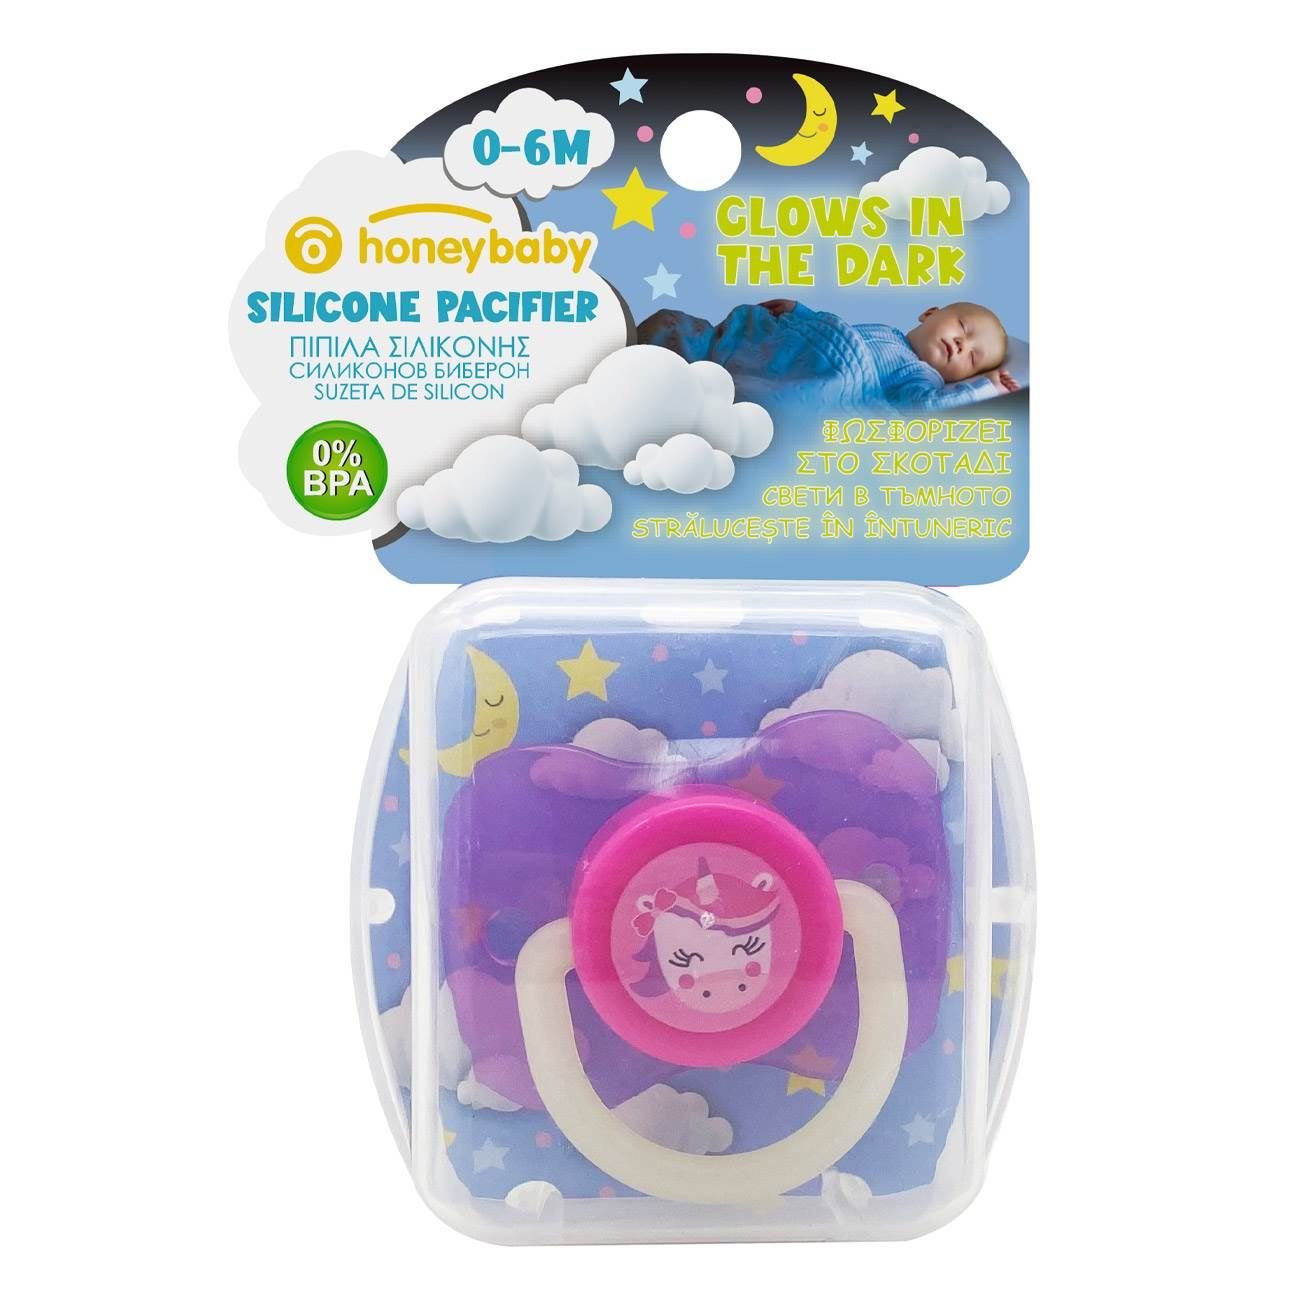 0-6M
honeybaby
SILICONE PACIFIER
ΠΙΠΙΛΑ ΣΙΛΙΚΟΝΗΣ
СИЛИКОНОВ БИБЕРОН
SUZETA DE SILICON
0%
BPA
GLOWS IN
THE DARK
ΦΩΣΦΟΡΙΖΕΙ
ΣΤΟ ΣΚΟΤΑΔΙ
СВЕТИ В ТЪМНОТО
STRĂLUCEȘTE ÎN ÎNTUNERIC